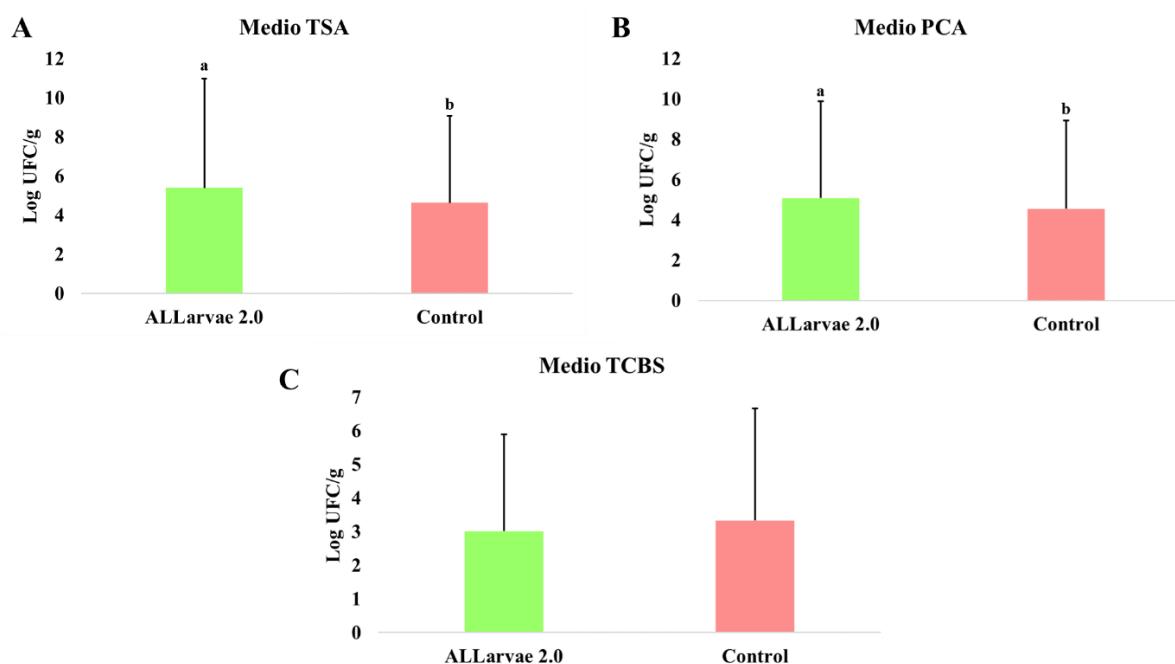 A
Medio TSA
Log UFC/g
12
10
8
6
4
2
0
a
b
ALLarvae 2.0
Control
B
Medio PCA
Log UFC/g
12
10
8
6
4
2
0
a
b
ALLarvae 2.0
Control
C
Medio TCBS
Log UFC/g
7
6
5
4
3
2
1
0
ALLarvae 2.0
Control